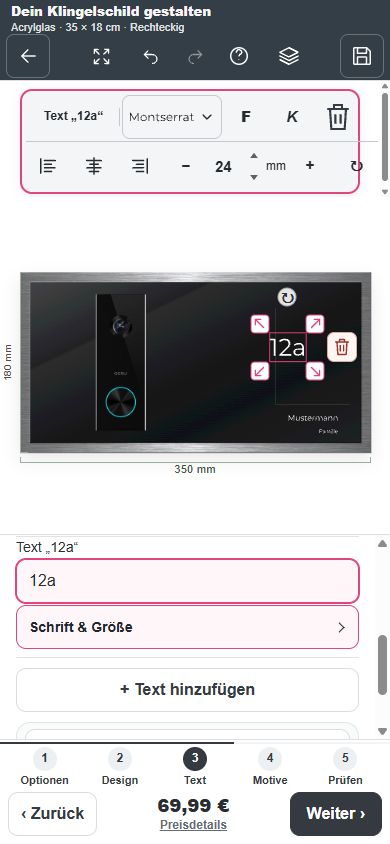 Dein Klingelschild gestalten
Acrylglas · 35 × 18 cm · Rechteckig
Text „12a“
Montserrat
F
K
24
mm
12a
Mustermann
Familie
180 mm
350 mm
Text „12a“
12a
Schrift & Größe
+ Text hinzufügen
1 2 3 4 5
Optionen Design Text Motive Prüfen
‹ Zurück
69,99 €
Preisdetails
Weiter ›